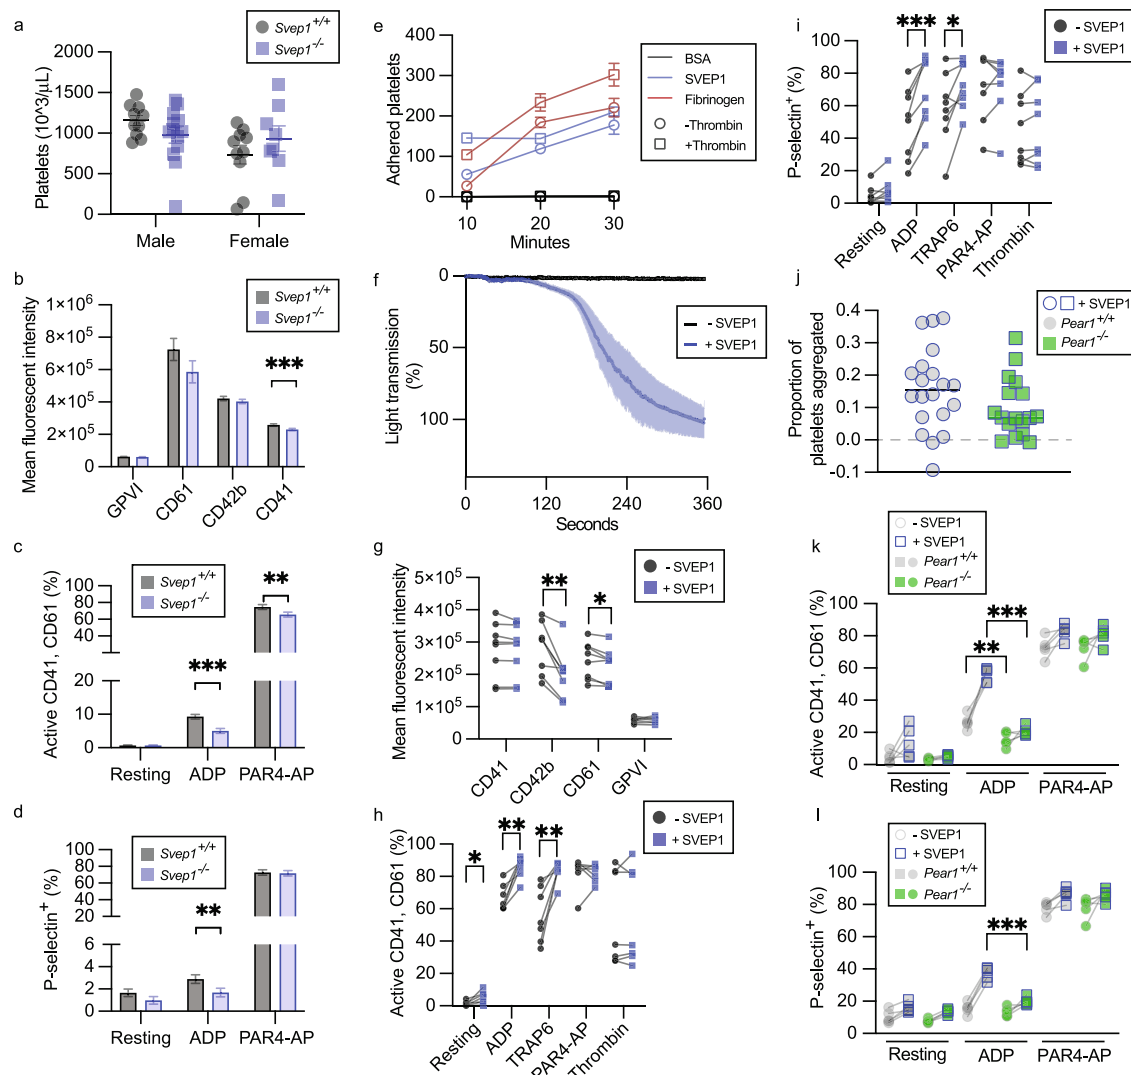 a
Svep1+/+
Svep1-/-
Platelets (10^3/μL)
2000
1500
1000
500
0
Male
Female
b
Svep1+/+
Svep1-/-
Mean fluorescent intensity
1×10^6
8×10^5
6×10^5
4×10^5
2×10^5
0
***
GPVI
CD61
CD42b
CD41
c
Svep1+/+
Svep1-/-
Active CD41, CD61 (%)
100
80
60
40
20
10
0
***
**
Resting
ADP
PAR4-AP
d
Svep1+/+
Svep1-/-
P-selectin+ (%)
100
80
60
40
6
4
2
0
**
Resting
ADP
PAR4-AP
e
Adhered platelets
400
300
200
100
0
10
20
30
Minutes
BSA
SVEP1
Fibrinogen
-Thrombin
+Thrombin
f
Light transmission
(%)
0
50
100
0
120
240
360
Seconds
- SVEP1
+ SVEP1
g
Mean fluorescent intensity
5×10^5
4×10^5
3×10^5
2×10^5
1×10^5
0
**
*
CD41
CD42b
CD61
GPVI
- SVEP1
+ SVEP1
h
Active CD41, CD61 (%)
100
80
60
40
20
0
*
**
**
Resting
ADP
TRAP6
PAR4-AP
Thrombin
- SVEP1
+ SVEP1
i
P-selectin+ (%)
100
80
60
40
20
0
***
*
Resting
ADP
TRAP6
PAR4-AP
Thrombin
- SVEP1
+ SVEP1
j
Proportion of
platelets aggregated
0.4
0.3
0.2
0.1
0.0
-0.1
+ SVEP1
Pear1+/+
Pear1-/-
k
- SVEP1
+ SVEP1
Pear1+/+
Pear1-/-
Active CD41, CD61 (%)
100
80
60
40
20
0
**
***
Resting
ADP
PAR4-AP
l
- SVEP1
+ SVEP1
Pear1+/+
Pear1-/-
P-selectin+ (%)
100
80
60
40
20
0
***
Resting
ADP
PAR4-AP